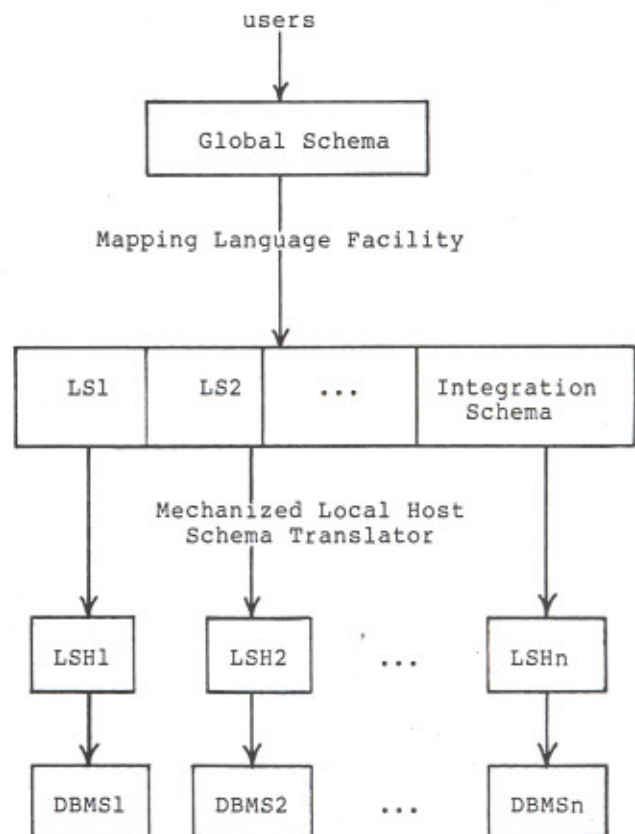 users
Global Schema
Mapping Language Facility
LS1 LS2 ... Integration
Schema
Mechanized Local Host
Schema Translator
LSH1 LSH2 ... LSHn
DBMS1 DBMS2 ... DBMSn